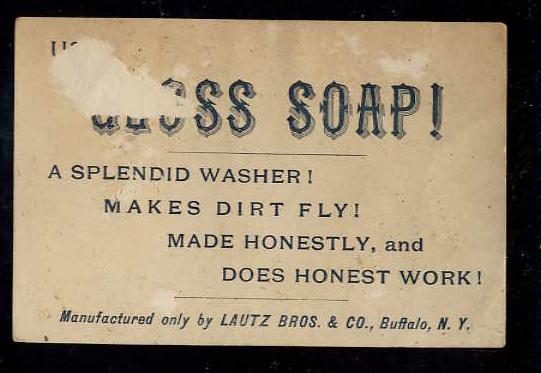 GLOSS SOAP!
A SPLENDID WASHER!
MAKES DIRT FLY!
MADE HONESTLY, and
DOES HONEST WORK!
Manufactured only by LAUTZ BROS. & CO., Buffalo, N. Y.